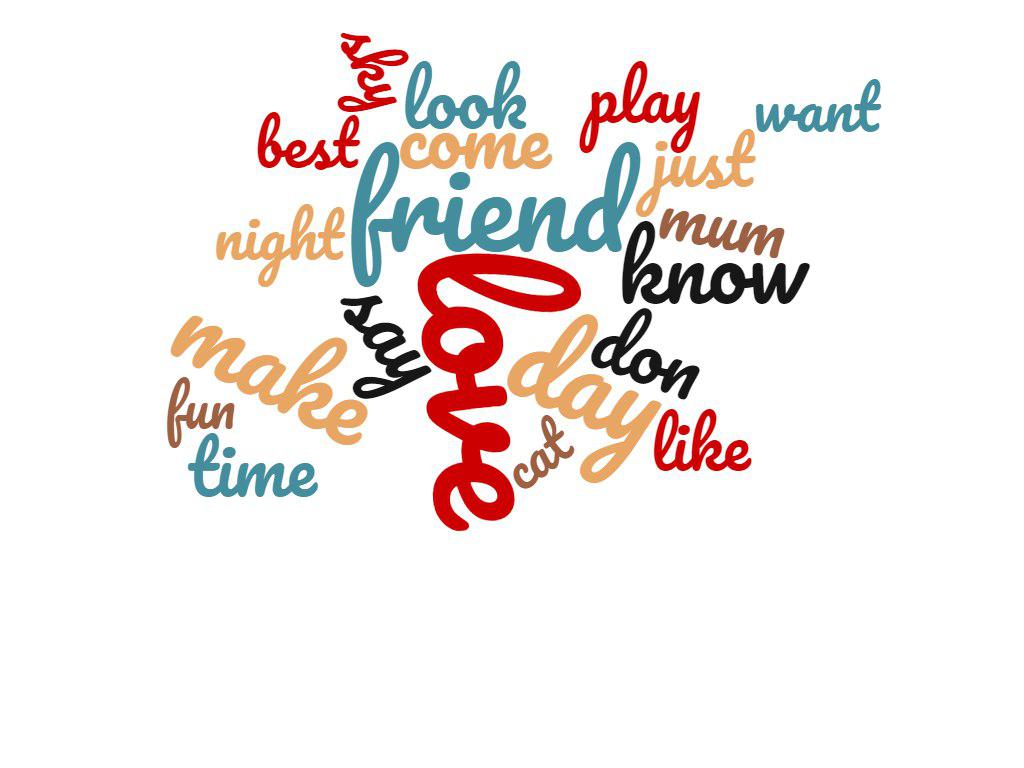 sky
look
play
want
best
come
just
friend
night
mum
know
love
say
make
day
don
fun
cat
like
time